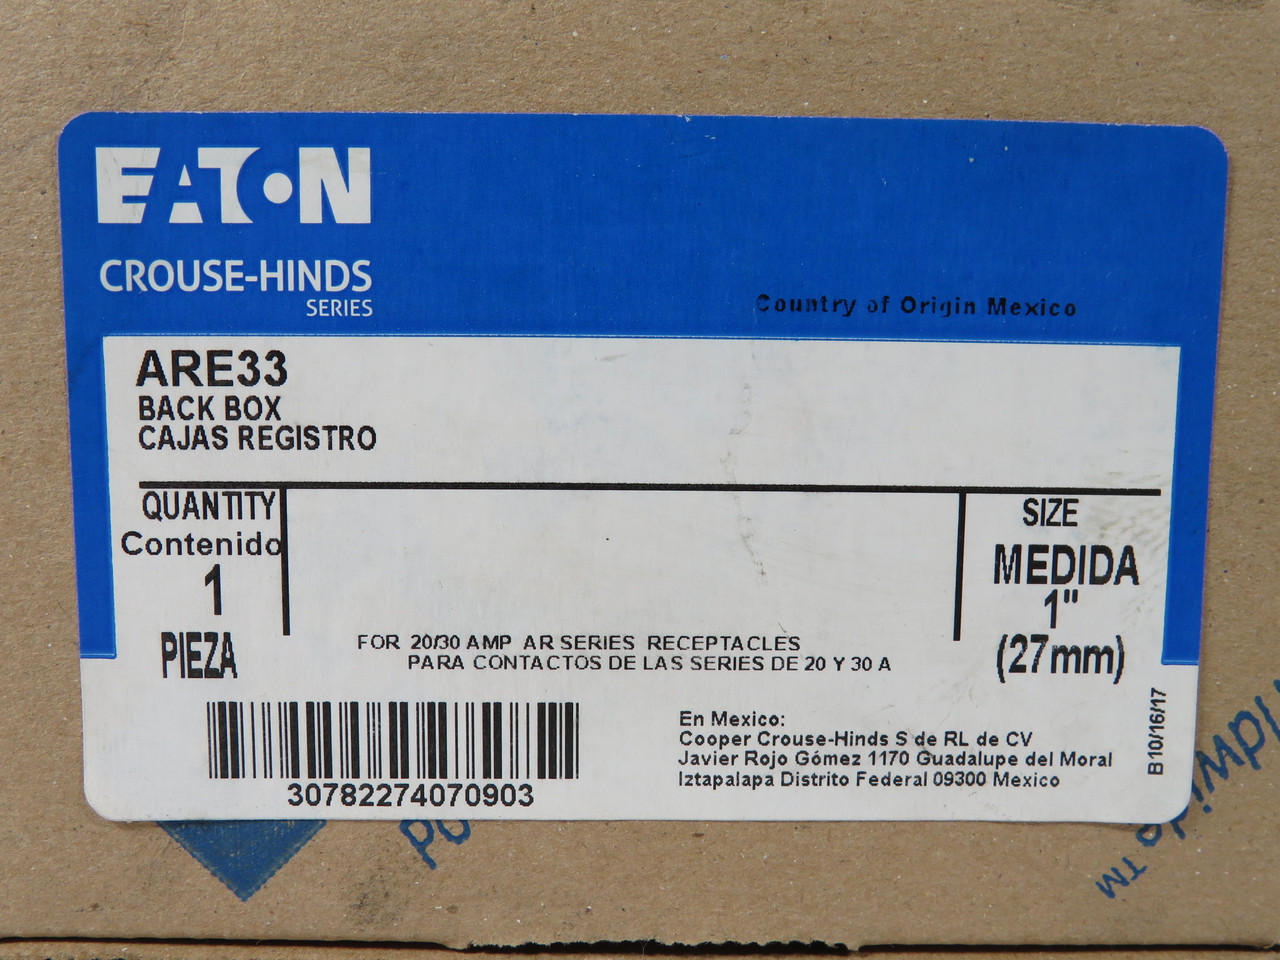 EATON
CROUSE-HINDS
SERIES
Country of Origin Mexico
ARE33
BACK BOX
CAJAS REGISTRO
QUANTITY
Contenido
1
PIEZA
SIZE
MEDIDA
1"
(27mm)
FOR 20/30 AMP AR SERIES RECEPTACLES
PARA CONTACTOS DE LAS SERIES DE 20 Y 30 A
30782274070903
En Mexico:
Cooper Crouse-Hinds S de RL de CV
Javier Rojo Gómez 1170 Guadalupe del Moral
Iztapalapa Distrito Federal 09300 Mexico
B10/16/17
TM